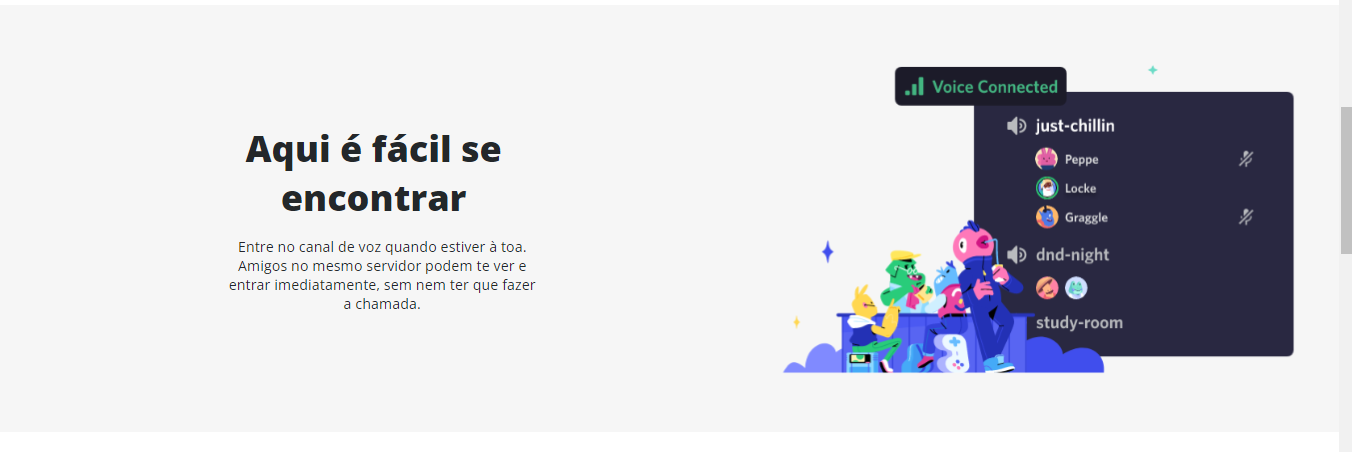 Aqui é fácil se
encontrar
Entre no canal de voz quando estiver à toa.
Amigos no mesmo servidor podem te ver e
entrar imediatamente, sem nem ter que fazer
a chamada.
Voice Connected
just-chillin
Peppe
Locke
Graggle
dnd-night
study-room